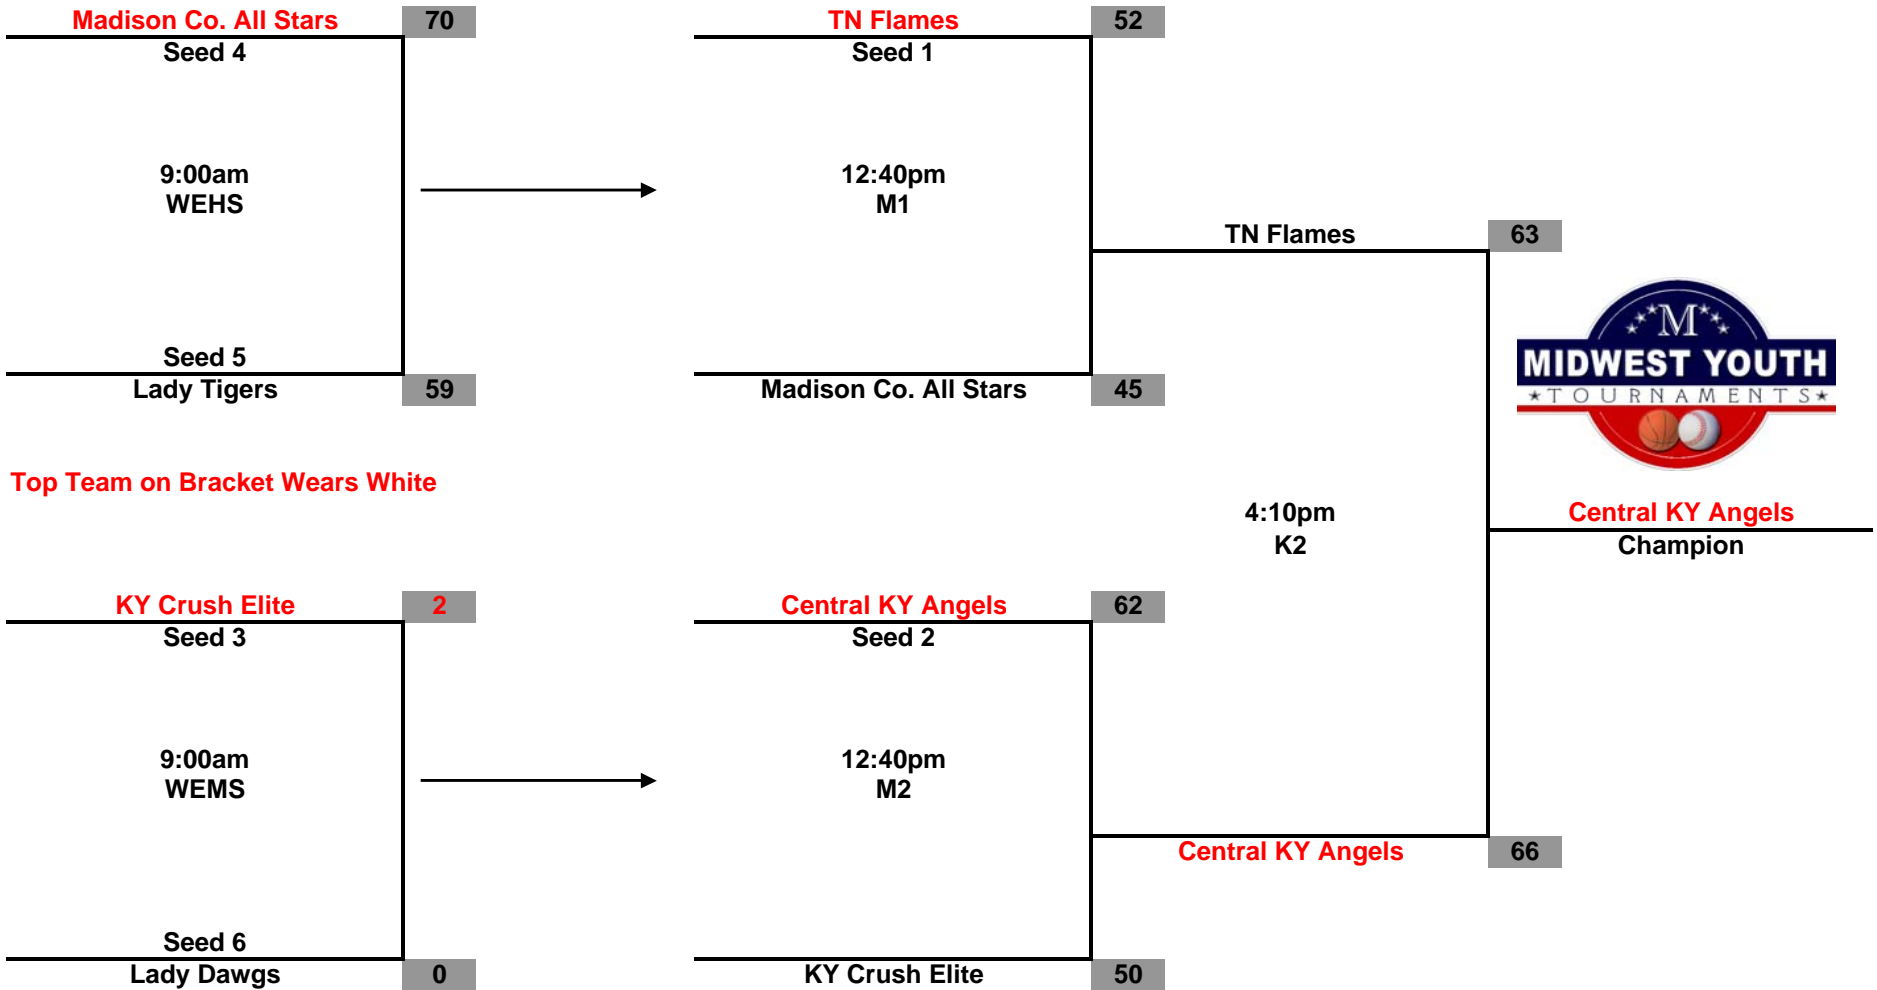 Madison Co. All Stars 70
Seed 4
9:00am
WEHS
Seed 5
Lady Tigers 59
TN Flames 52
Seed 1
12:40pm
M1
Madison Co. All Stars 45
TN Flames 63
M
MIDWEST YOUTH
TOURNAMENTS
Top Team on Bracket Wears White
4:10pm
K2
Central KY Angels
Champion
KY Crush Elite 2
Seed 3
9:00am
WEMS
Seed 6
Lady Dawgs 0
Central KY Angels 62
Seed 2
12:40pm
M2
KY Crush Elite 50
Central KY Angels 66